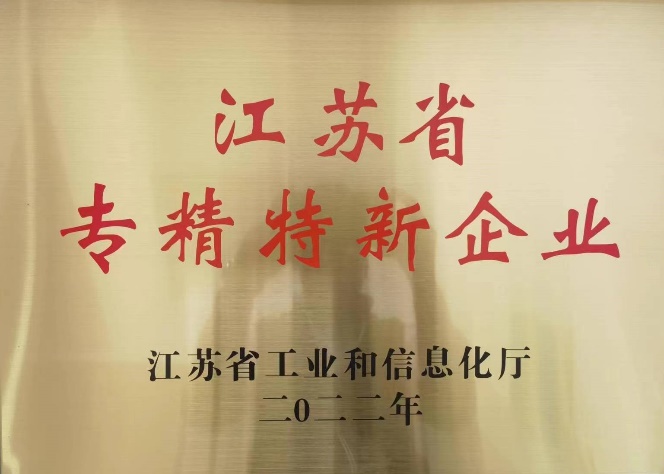 江苏省
专精特新企业
江苏省工业和信息化厅
二0二二年